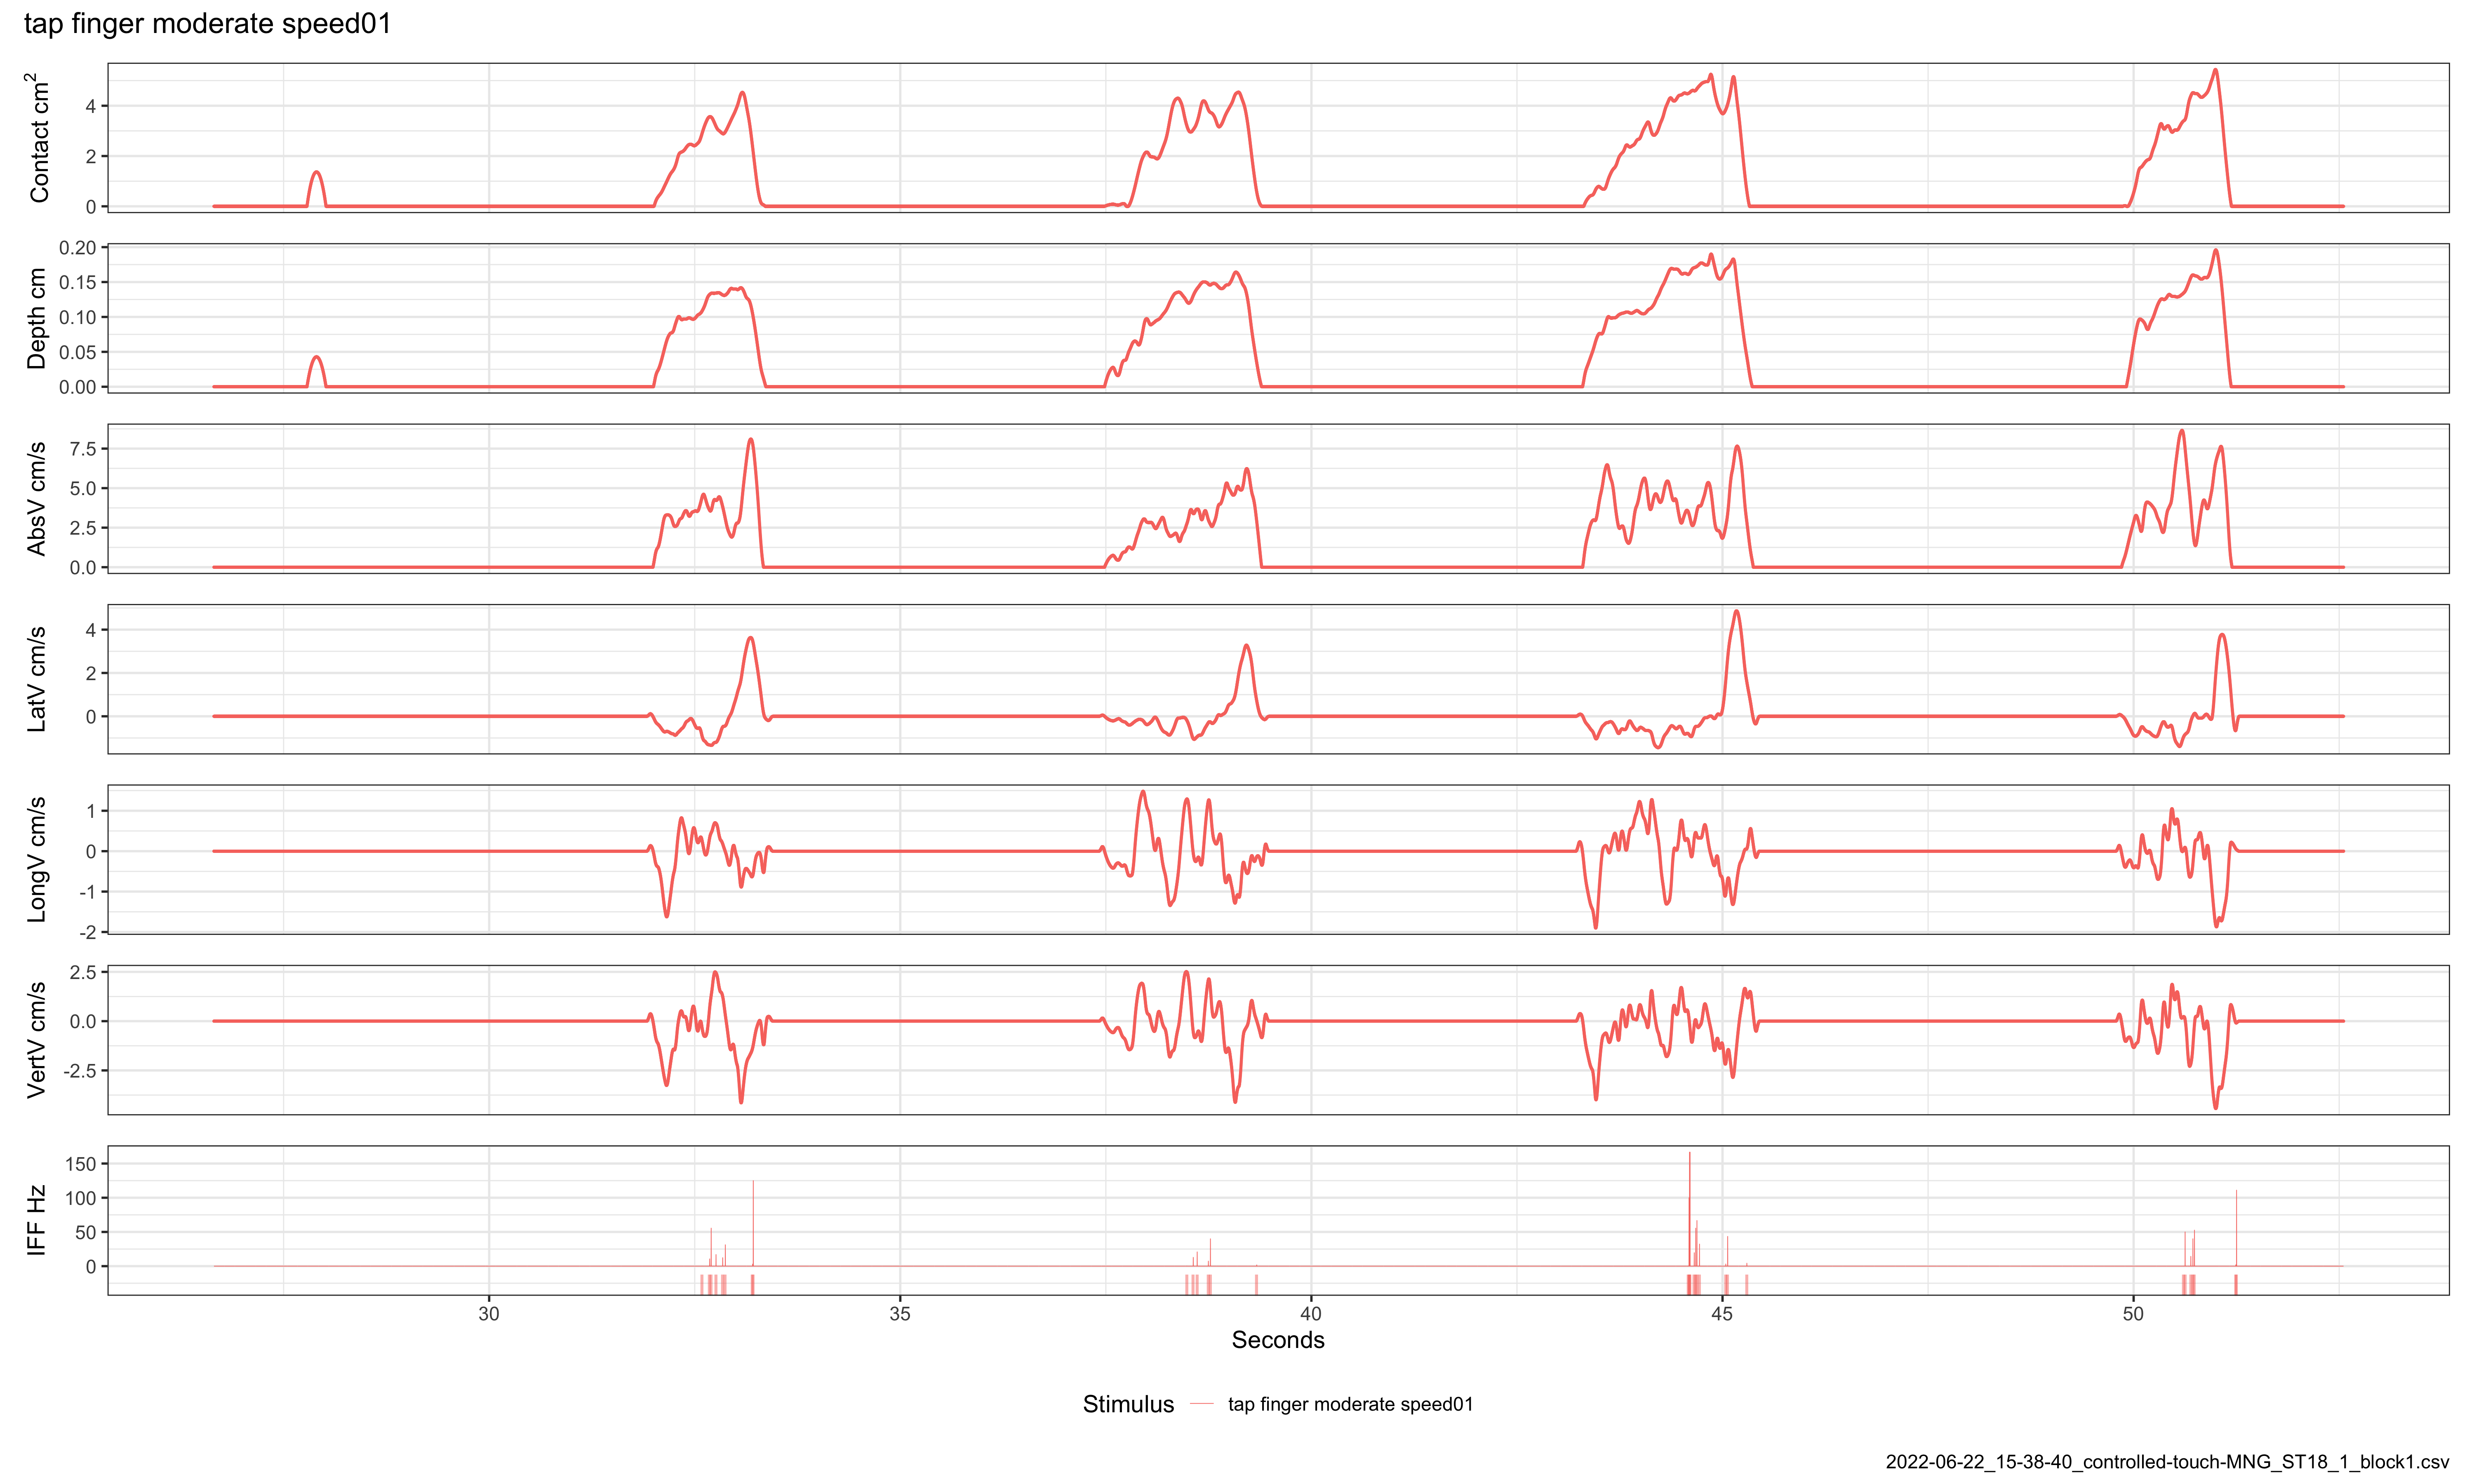 tap finger moderate speed01
Contact cm²
4
2
0
Depth cm
0.20
0.15
0.10
0.05
0.00
AbsV cm/s
7.5
5.0
2.5
0.0
LatV cm/s
4
2
0
LongV cm/s
1
0
-1
-2
VertV cm/s
2.5
0.0
-2.5
IFF Hz
150
100
50
0
30 35 40 45 50
Seconds
Stimulus tap finger moderate speed01
2022-06-22_15-38-40_controlled-touch-MNG_ST18_1_block1.csv